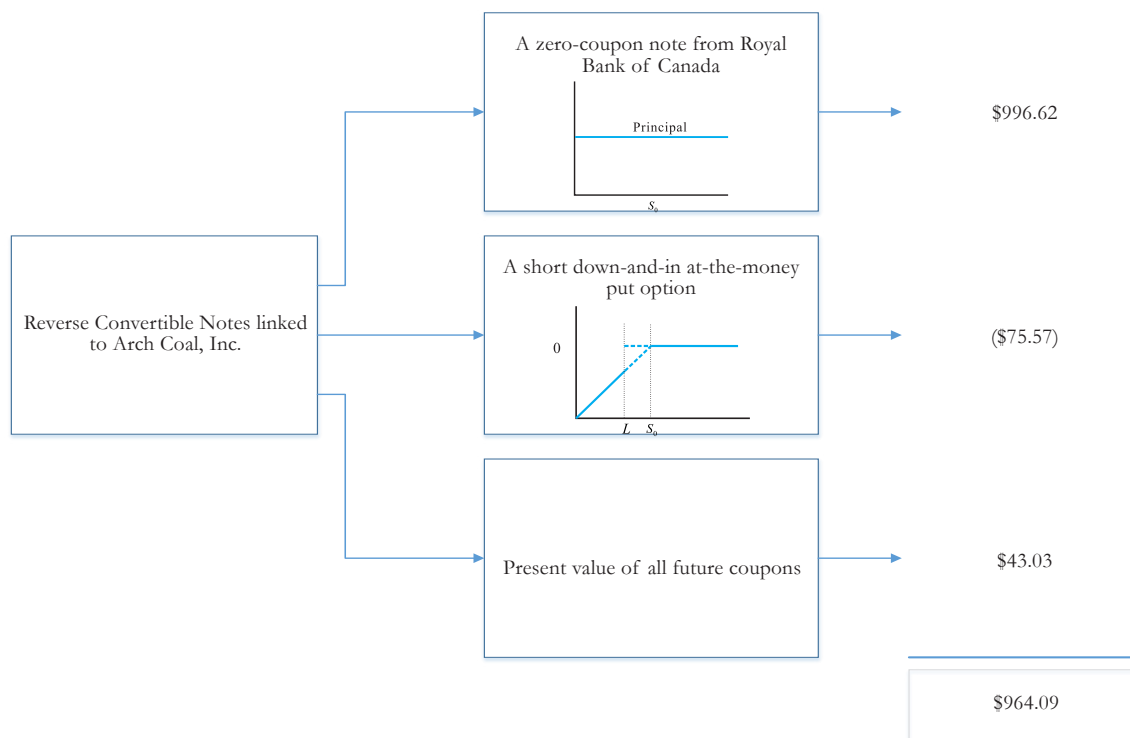 A zero-coupon note from Royal
Bank of Canada
Principal
S₀
$996.62
Reverse Convertible Notes linked
to Arch Coal, Inc.
A short down-and-in at-the-money
put option
0
L S₀
($75.57)
Present value of all future coupons
$43.03
$964.09